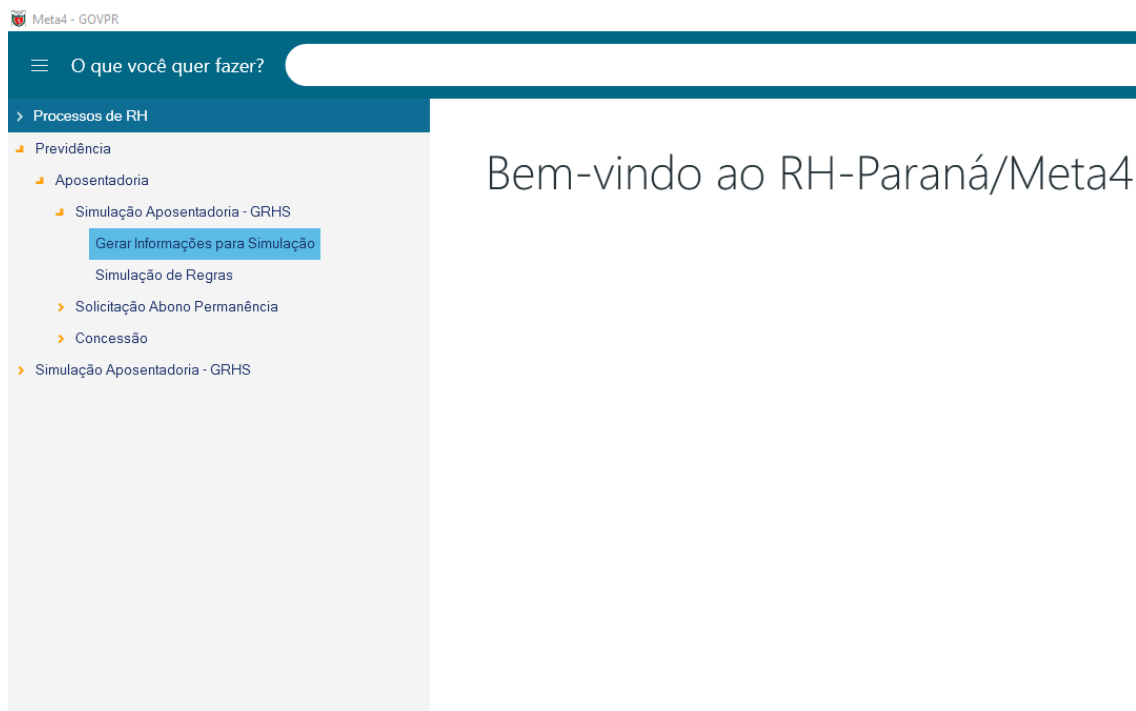 Meta4 - GOVPR
O que você quer fazer?
Processos de RH
Previdência
Aposentadoria
Simulação Aposentadoria - GRHS
Gerar Informações para Simulação
Simulação de Regras
Solicitação Abono Permanência
Concessão
Simulação Aposentadoria - GRHS
Bem-vindo ao RH-Paraná/Meta4